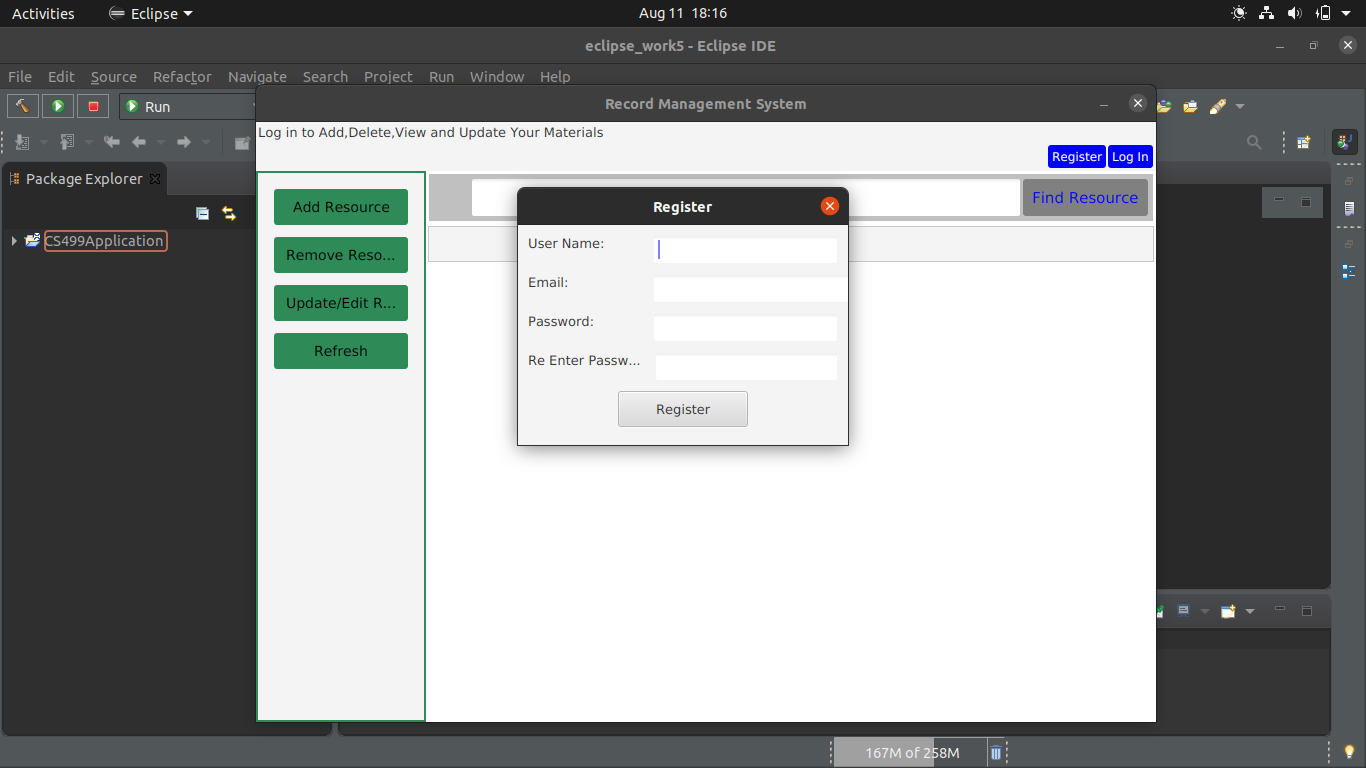 Activities Eclipse Aug 11 18:16
eclipse_work5 - Eclipse IDE
File Edit Source Refactor Navigate Search Project Run Window Help
Run
Record Management System
Log in to Add,Delete,View and Update Your Materials
Register Log In
Package Explorer
CS499Application
Add Resource
Remove Reso...
Update/Edit R...
Refresh
Find Resource
Register
User Name:
Email:
Password:
Re Enter Passw...
Register
167M of 258M